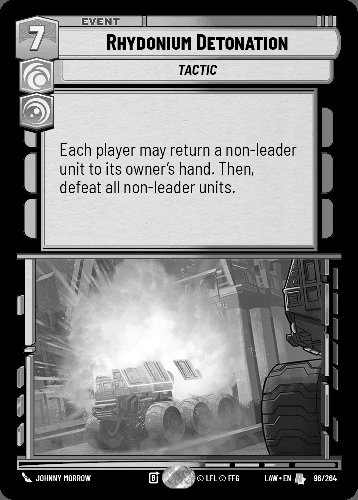 7
EVENT
RHYDONIUM DETONATION
TACTIC
Each player may return a non-leader
unit to its owner's hand. Then,
defeat all non-leader units.
JOHNNY MORROW
© LFL © FFG
LAW • EN
96/264